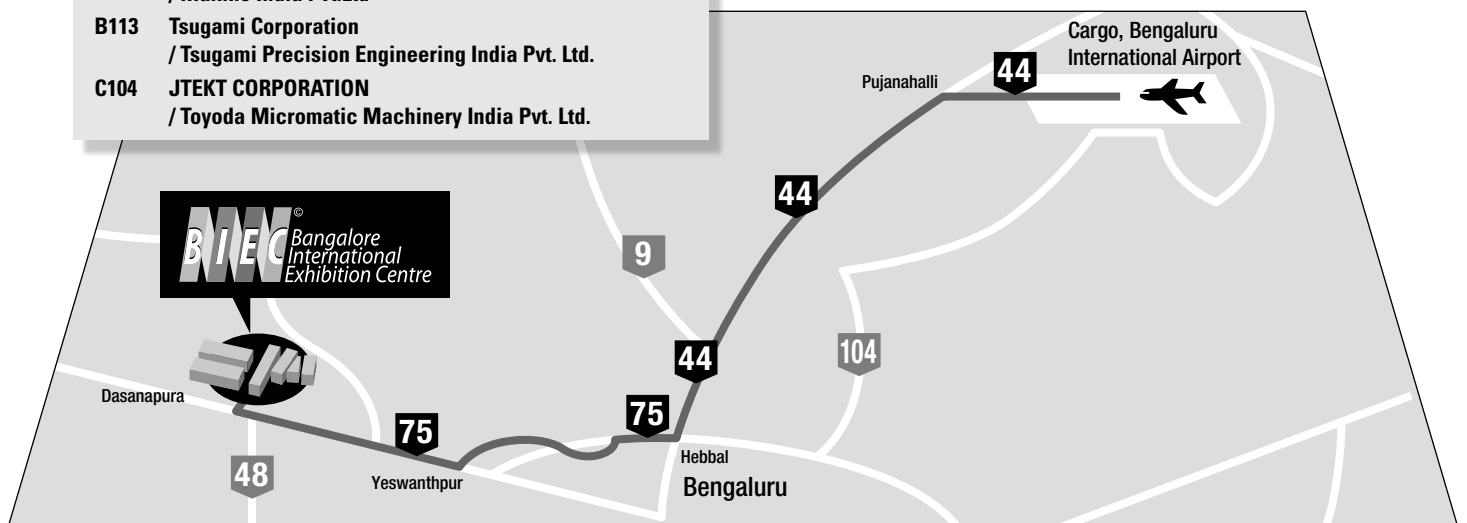 B113 Tsugami Corporation
/ Tsugami Precision Engineering India Pvt. Ltd.
C104 JTEKT CORPORATION
/ Toyoda Micromatic Machinery India Pvt. Ltd.
Cargo, Bengaluru
International Airport
44
Pujanahalli
44
BIEC©
Bangalore
International
Exhibition Centre
9
44
104
Dasanapura
75
75
48
Yeswanthpur
Hebbal
Bengaluru